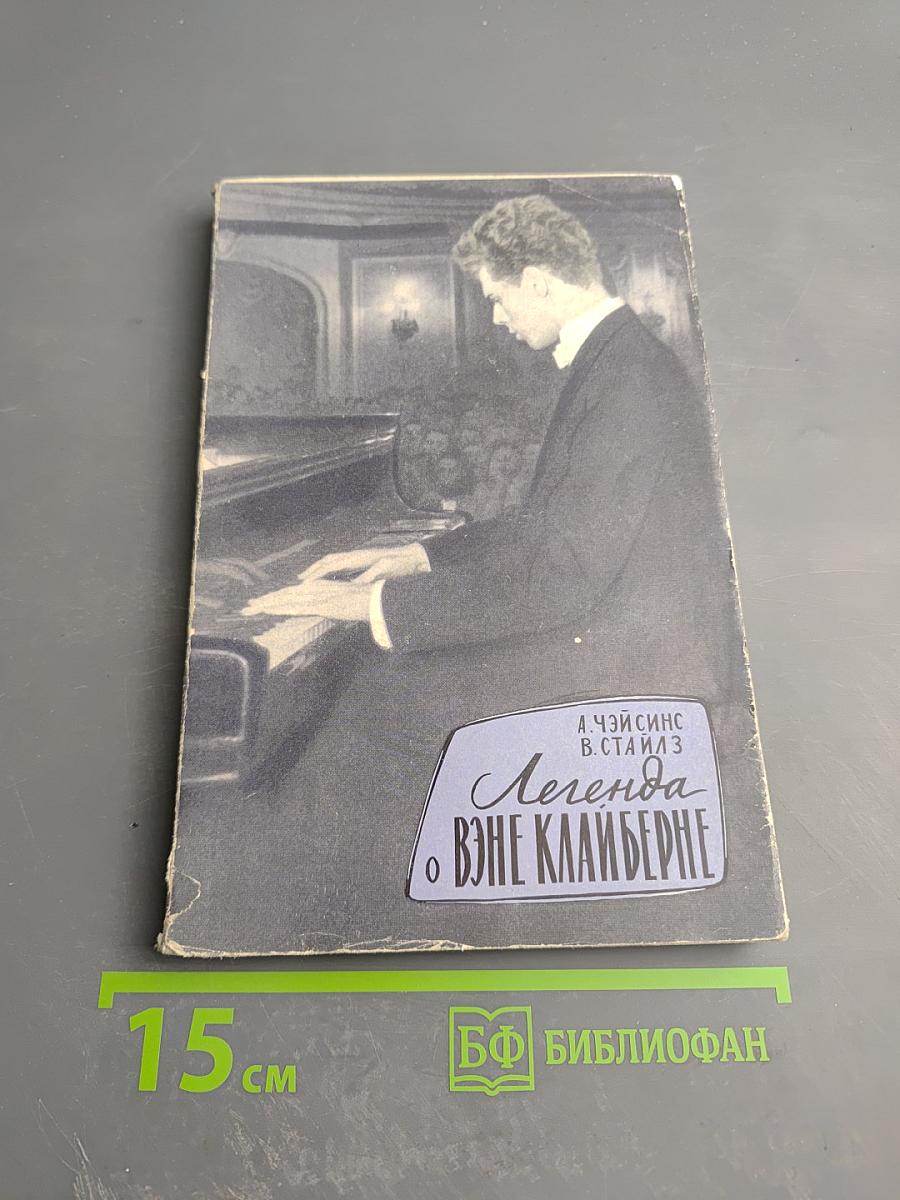 А. ЧЭЙСИНС
В. СТАЙЛЗ
Легенда
о ВЭНЕ КЛАЙБЕРНЕ
15 см
БФ БИБЛИОФАН